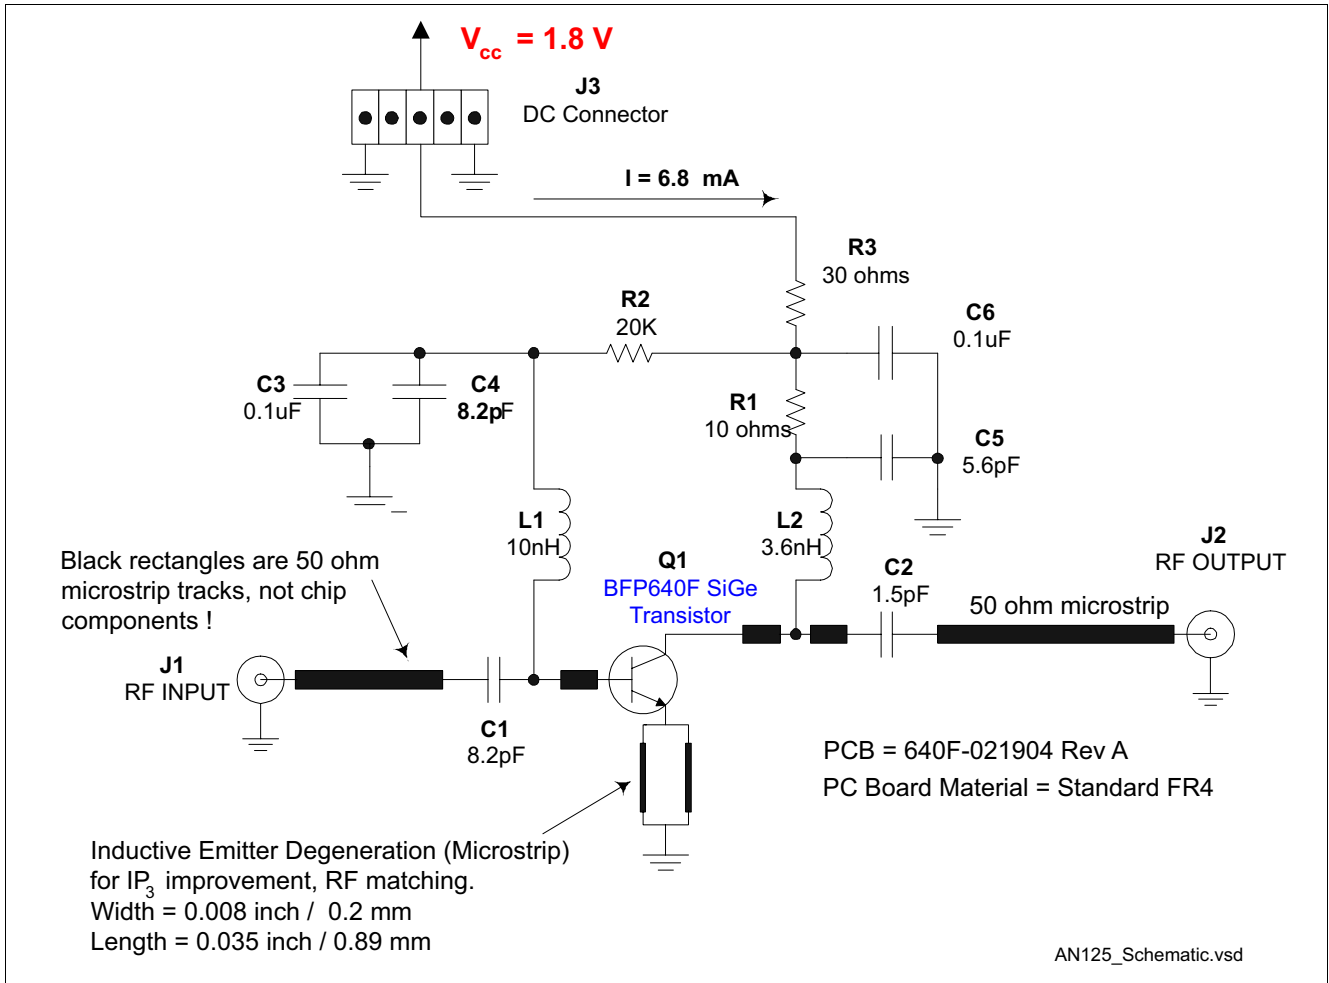 Vcc = 1.8 V
J3
DC Connector
I = 6.8 mA
R3
30 ohms
R2
20K
C6
0.1uF
C3
0.1uF
C4
8.2pF
R1
10 ohms
C5
5.6pF
L1
10nH
L2
3.6nH
Q1
BFP640F SiGe
Transistor
C2
1.5pF
J2
RF OUTPUT
50 ohm microstrip
Black rectangles are 50 ohm
microstrip tracks, not chip
components !
J1
RF INPUT
C1
8.2pF
PCB = 640F-021904 Rev A
PC Board Material = Standard FR4
Inductive Emitter Degeneration (Microstrip)
for IP3 improvement, RF matching.
Width = 0.008 inch / 0.2 mm
Length = 0.035 inch / 0.89 mm
AN125_Schematic.vsd